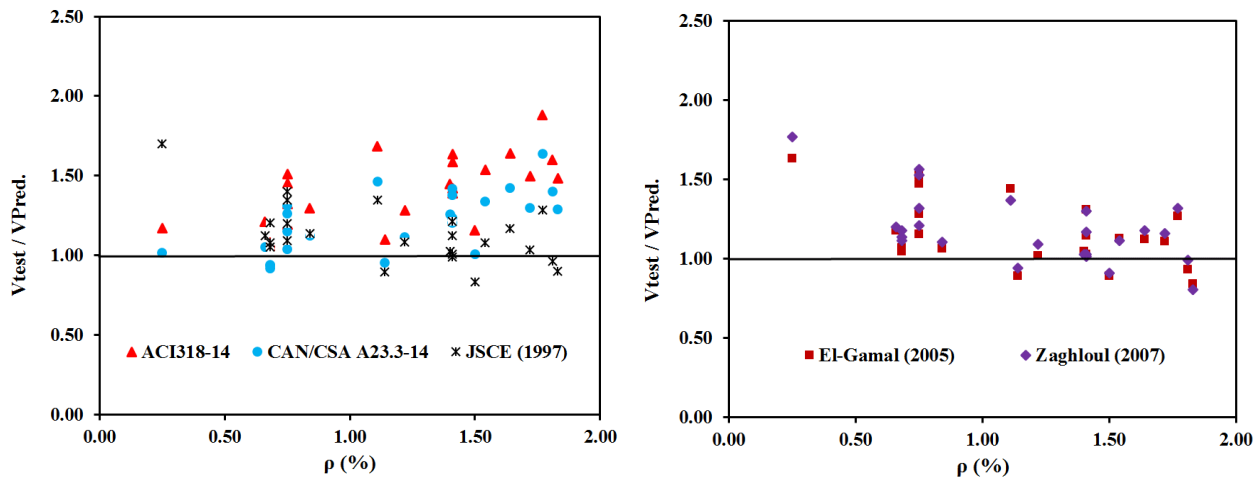 2.50
2.00
1.50
1.00
0.50
0.00
Vtest / VPred.
ACI318-14 CAN/CSA A23.3-14 JSCE (1997)
0.00 0.50 1.00 1.50 2.00
ρ (%)
2.50
2.00
1.50
1.00
0.50
0.00
Vtest / VPred.
El-Gamal (2005) Zaghloul (2007)
0.00 0.50 1.00 1.50 2.00
ρ (%)